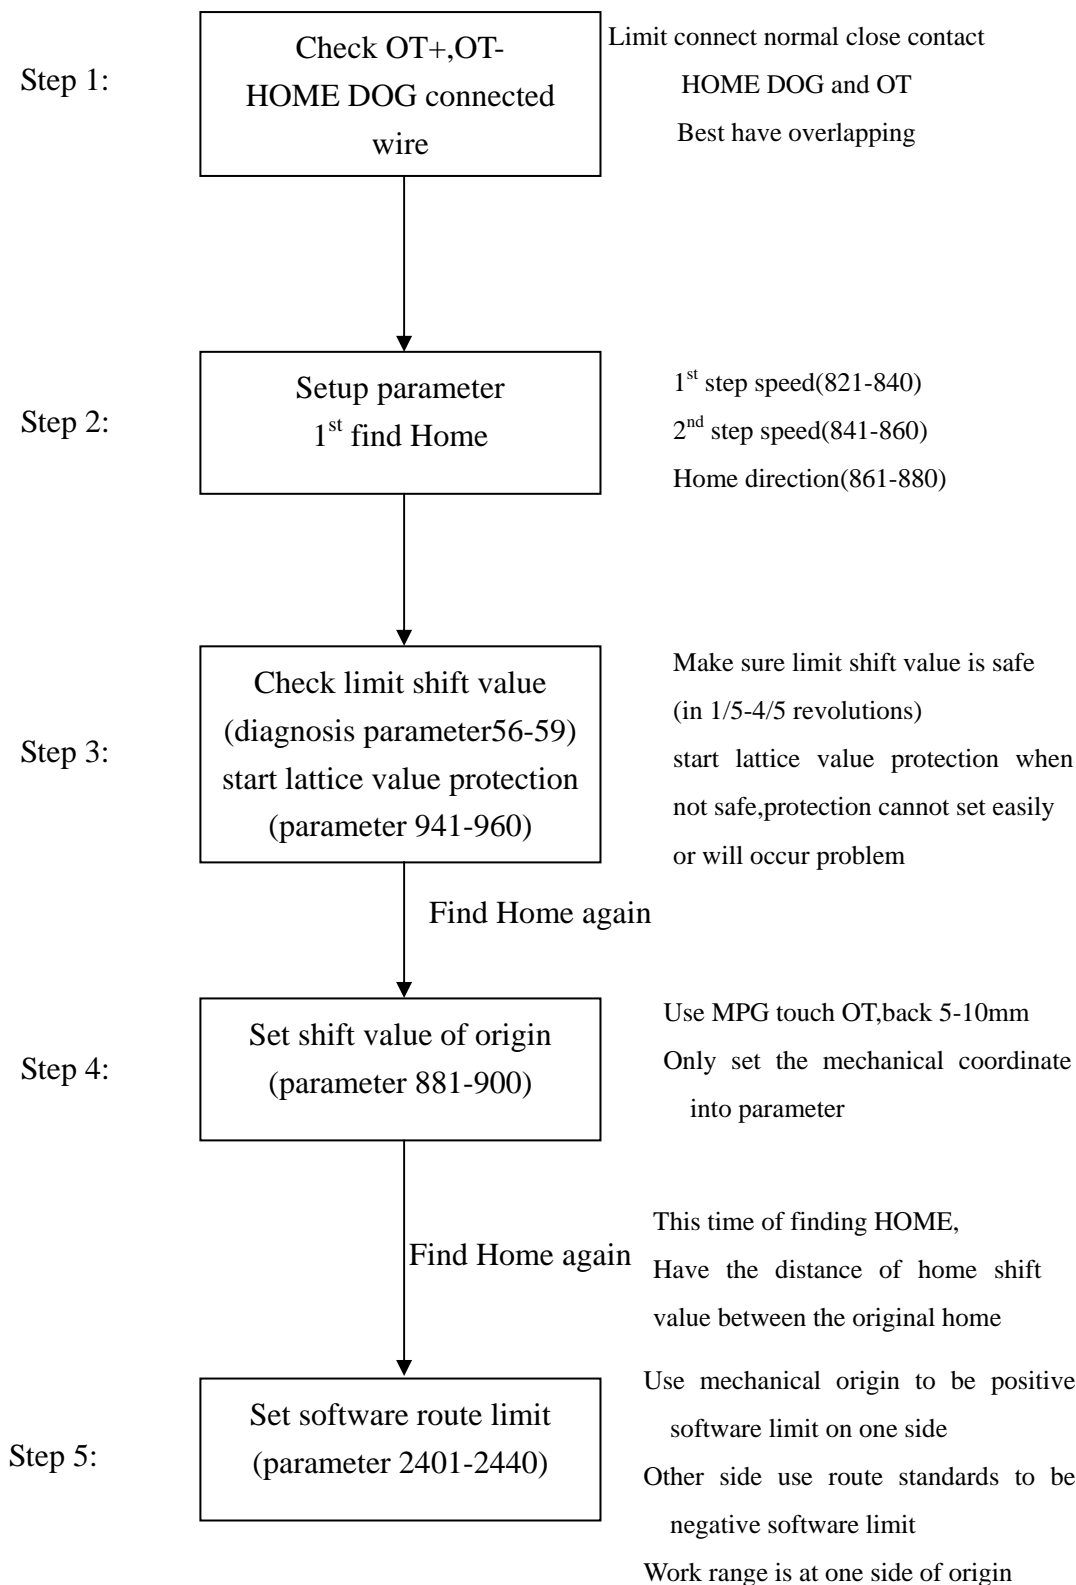 Step 1:
Check OT+,OT-
HOME DOG connected
wire
Limit connect normal close contact
HOME DOG and OT
Best have overlapping
Step 2:
Setup parameter
1st find Home
1st step speed(821-840)
2nd step speed(841-860)
Home direction(861-880)
Step 3:
Check limit shift value
(diagnosis parameter56-59)
start lattice value protection
(parameter 941-960)
Make sure limit shift value is safe
(in 1/5-4/5 revolutions)
start lattice value protection when
not safe,protection cannot set easily
or will occur problem
Find Home again
Step 4:
Set shift value of origin
(parameter 881-900)
Use MPG touch OT,back 5-10mm
Only set the mechanical coordinate
into parameter
Find Home again
This time of finding HOME,
Have the distance of home shift
value between the original home
Step 5:
Set software route limit
(parameter 2401-2440)
Use mechanical origin to be positive
software limit on one side
Other side use route standards to be
negative software limit
Work range is at one side of origin